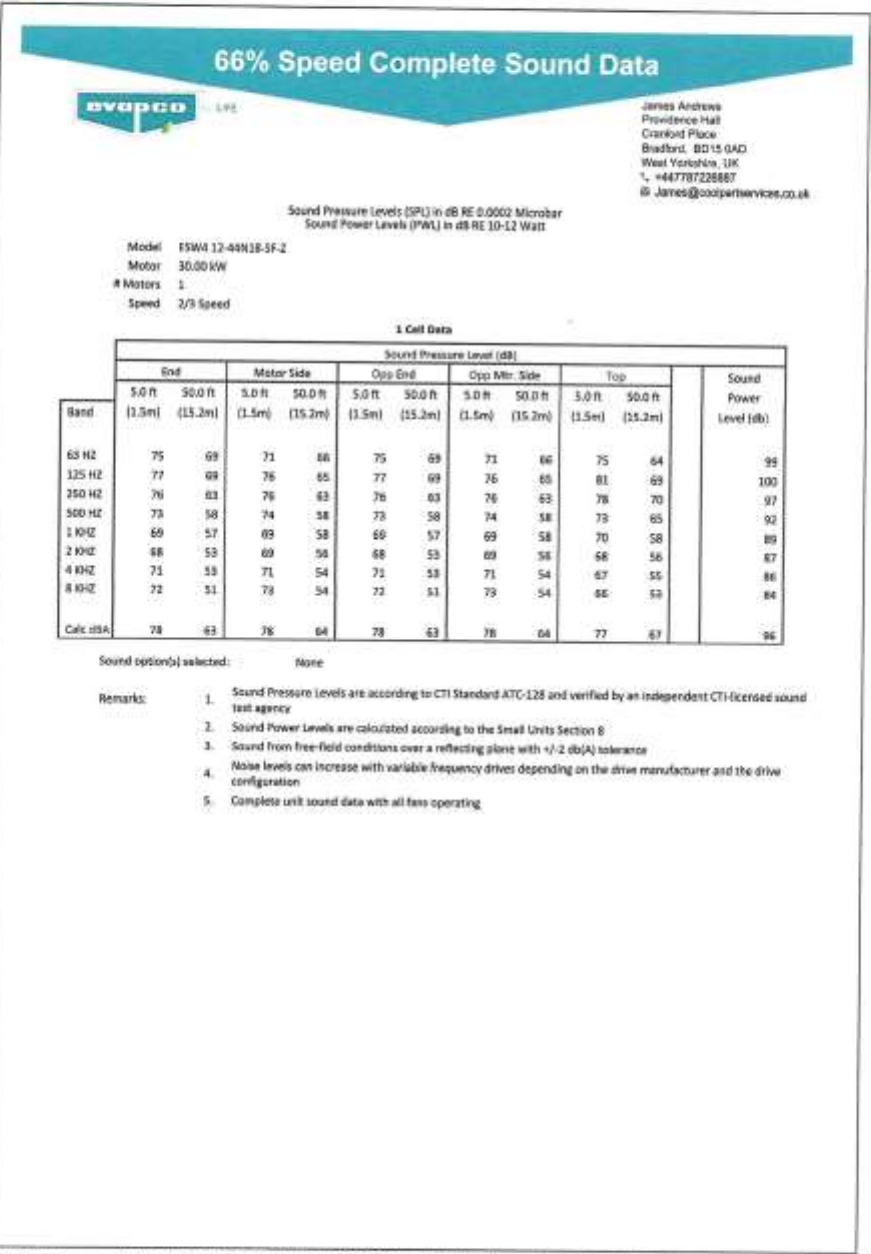 66% Speed Complete Sound Data
evapco
James Andrews
Providence Hall
Cranford Place
Bradford, BD15 0AD
West Yorkshire, UK
+447787228887
James@coolpartservices.co.uk
Sound Pressure Levels (SPL) in dB RE 0.0002 Microbar
Sound Power Levels (PWL) in dB RE 10-12 Watt
Model ESW4 12-44N18-SF-Z
Motor 30.00 kW
# Motors 1
Speed 2/3 Speed
1 Cell Data
Sound Pressure Level (dB)
End Motor Side Opp End Opp Mtr. Side Top Sound
5.0 ft 50.0 ft 5.0 ft 50.0 ft 5.0 ft 50.0 ft 5.0 ft 50.0 ft 5.0 ft 50.0 ft Power
Band (1.5m) (15.2m) (1.5m) (15.2m) (1.5m) (15.2m) (1.5m) (15.2m) (1.5m) (15.2m) Level (db)
63 HZ 75 69 71 66 75 69 71 66 75 64 99
125 HZ 77 69 76 65 77 69 76 65 81 69 100
250 HZ 76 63 76 63 76 63 76 63 78 70 97
500 HZ 73 58 74 58 73 58 74 58 73 65 92
1 KHZ 69 57 69 58 69 57 69 58 70 58 89
2 KHZ 68 53 69 56 68 53 69 56 68 56 87
4 KHZ 71 53 71 54 71 53 71 54 67 55 86
8 KHZ 72 51 73 54 72 51 73 54 66 53 84
Calc dBA 78 63 78 64 78 63 78 64 77 67 96
Sound option(s) selected: None
Remarks: 1. Sound Pressure Levels are according to CTI Standard ATC-128 and verified by an independent CTI-licensed sound
test agency
2. Sound Power Levels are calculated according to the Small Units Section 8
3. Sound from free-field conditions over a reflecting plane with +/-2 db(A) tolerance
4. Noise levels can increase with variable frequency drives depending on the drive manufacturer and the drive
configuration
5. Complete unit sound data with all fans operating